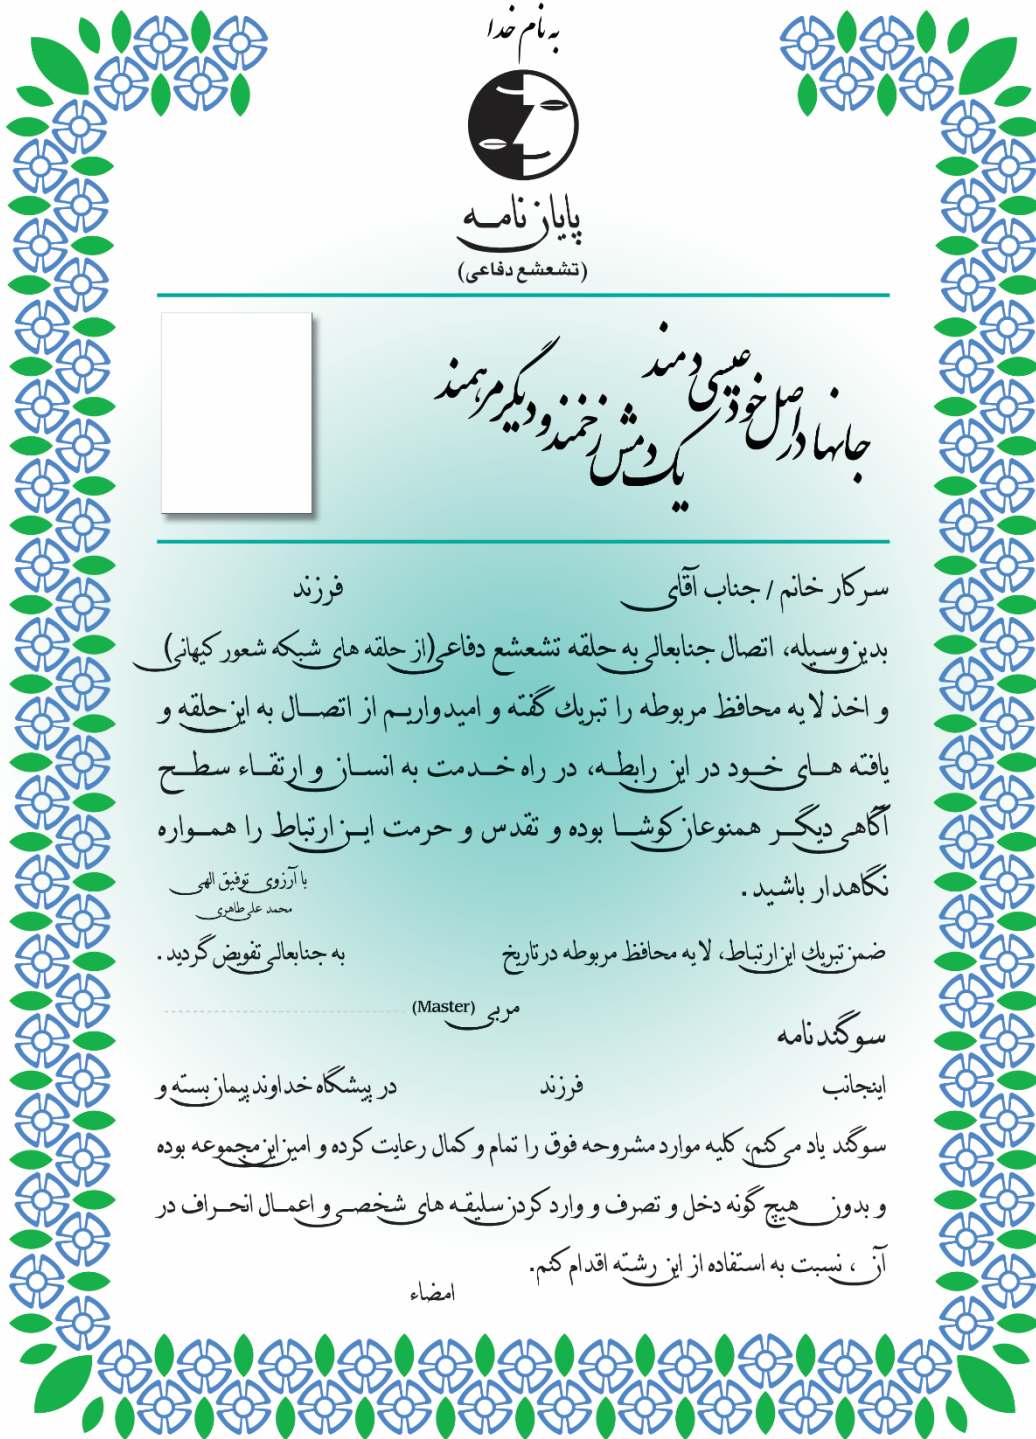 به نام خدا
پایان نامه
(تشعشع دفاعی)
جانها در اصل خود عیسی دمند
یک دمش زخمند و دیگر مرهمند
سرکار خانم / جناب آقای فرزند
بدینوسیله، اتصال جنابعالی به حلقه تشعشع دفاعی(از حلقه های شبکه شعور کیهانی)
و اخذ لایه محافظ مربوطه را تبریك گفته و امیدواریم از اتصال به این حلقه و
یافته های خود در این رابطه، در راه خدمت به انسان و ارتقاء سطح
آگاهی دیگر همنوعان کوشا بوده و تقدس و حرمت این ارتباط را همواره
نگاهدار باشید .
با آرزوی توفیق الهی
محمد علی طاهری
ضمن تبریك این ارتباط، لایه محافظ مربوطه در تاریخ به جنابعالی تفویض گردید .
مربی (Master)
سوگندنامه
اینجانب فرزند در پیشگاه خداوند پیمان بسته و
سوگند یاد می کنم، کلیه موارد مشروحه فوق را تمام و کمال رعایت کرده و امین این مجموعه بوده
و بدون هیچ گونه دخل و تصرف و وارد کردن سلیقه های شخصی و اعمال انحراف در
آن ، نسبت به استفاده از این رشته اقدام کنم.
امضاء